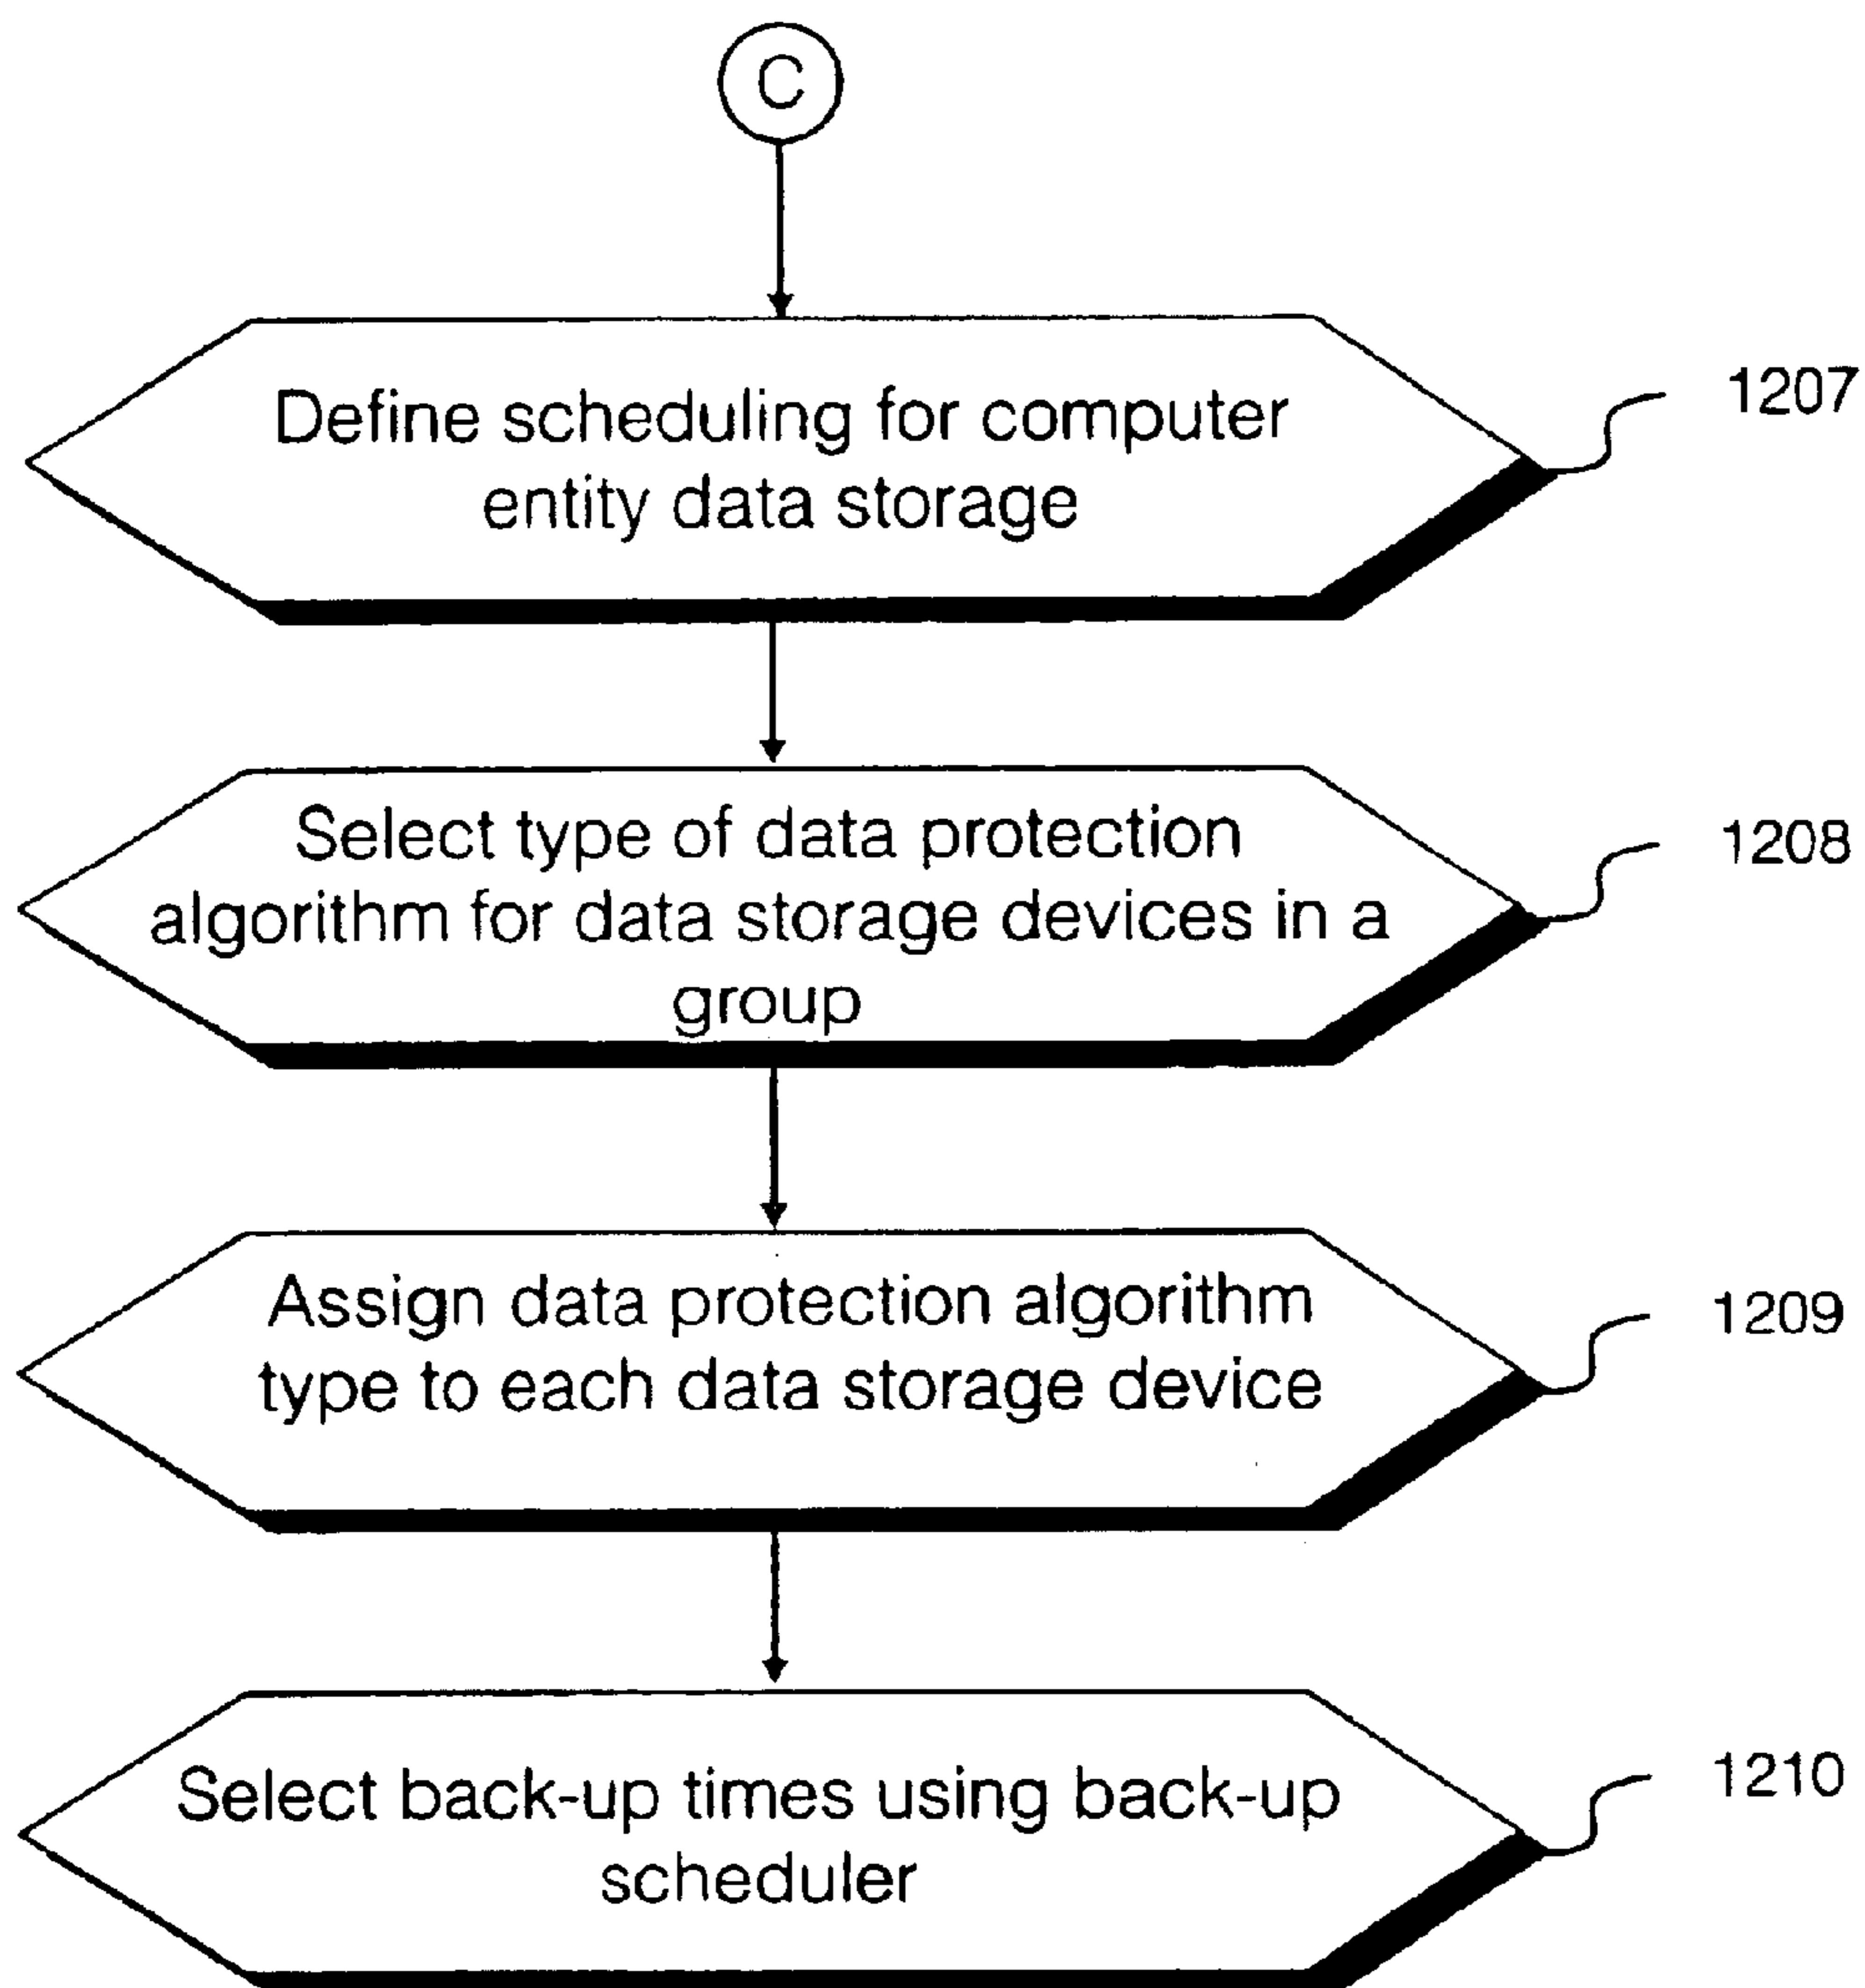 C
Define scheduling for computer
entity data storage
1207
Select type of data protection
algorithm for data storage devices in a
group
1208
Assign data protection algorithm
type to each data storage device
1209
Select back-up times using back-up
scheduler
1210